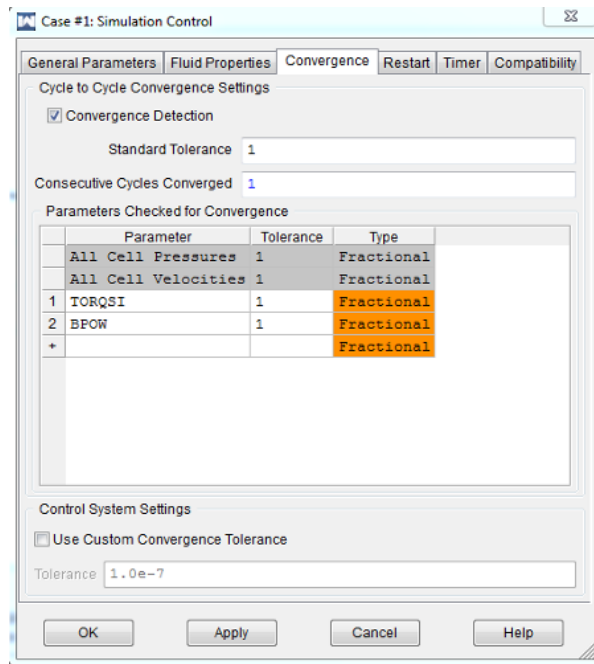 Case #1: Simulation Control
General Parameters Fluid Properties Convergence Restart Timer Compatibility
Cycle to Cycle Convergence Settings
Convergence Detection
Standard Tolerance 1
Consecutive Cycles Converged 1
Parameters Checked for Convergence
Parameter Tolerance Type
All Cell Pressures 1 Fractional
All Cell Velocities 1 Fractional
1 TORQSI 1 Fractional
2 BPOW 1 Fractional
+ Fractional
Control System Settings
Use Custom Convergence Tolerance
Tolerance 1.0e-7
OK Apply Cancel Help